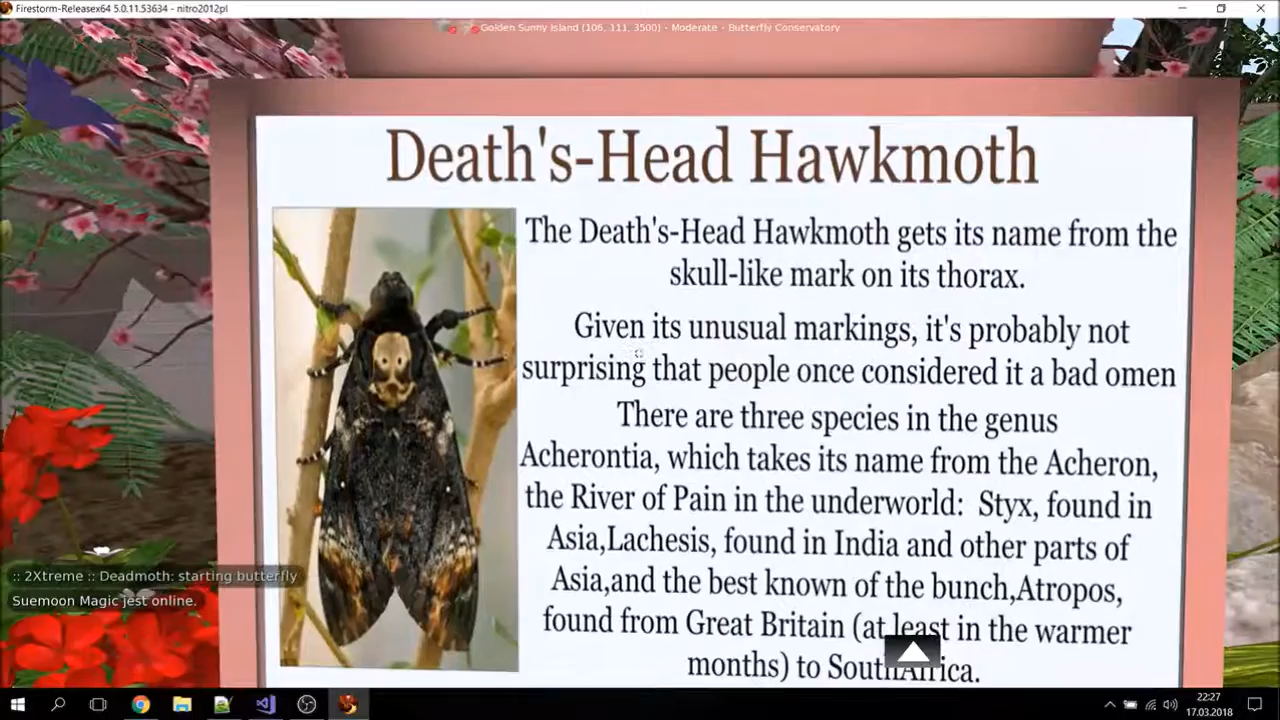 Firestorm-Releasex64 5.0.11.53634 - nitro2012pl
Golden Sunny Island (106, 111, 3500) - Moderate - Butterfly Conservatory
Death's-Head Hawkmoth
The Death's-Head Hawkmoth gets its name from the
skull-like mark on its thorax.
Given its unusual markings, it's probably not
surprising that people once considered it a bad omen
There are three species in the genus
Acherontia, which takes its name from the Acheron,
the River of Pain in the underworld: Styx, found in
Asia,Lachesis, found in India and other parts of
Asia,and the best known of the bunch,Atropos,
found from Great Britain (at least in the warmer
months) to South Africa.
:: 2Xtreme :: Deadmoth: starting butterfly
Suemoon Magic jest online.
22:27
17.03.2018